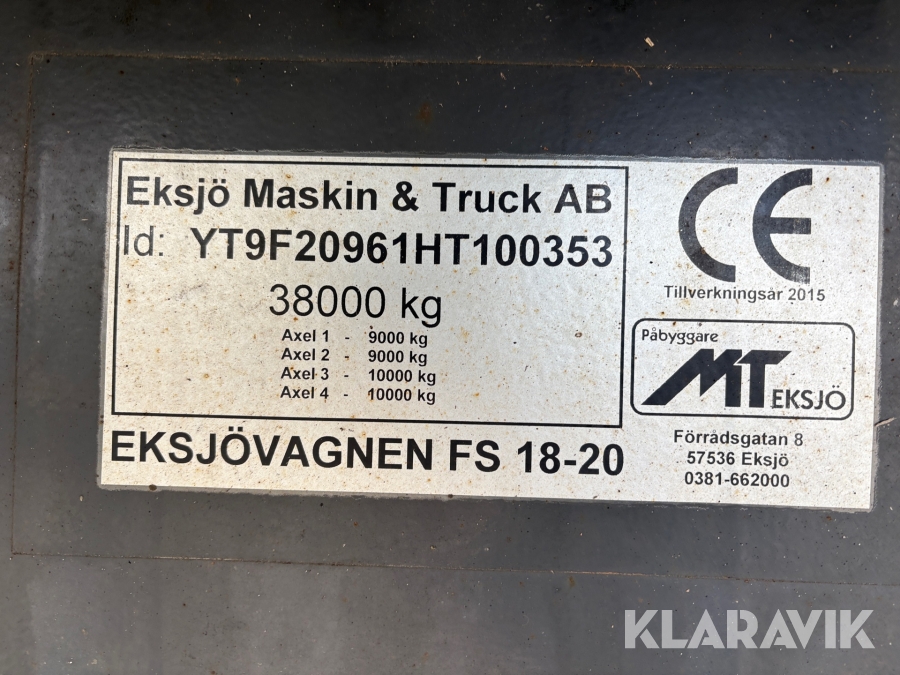 Eksjö Maskin & Truck AB
Id: YT9F20961HT100353
38000 kg
Axel 1 - 9000 kg
Axel 2 - 9000 kg
Axel 3 - 10000 kg
Axel 4 - 10000 kg
EKSJÖVAGNEN FS 18-20
CE
Tillverkningsår 2015
Påbyggare
MT EKSJÖ
Förrådsgatan 8
57536 Eksjö
0381-662000
KLARAVIK